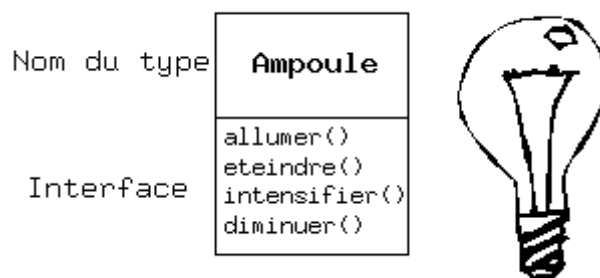 Nom du type
Ampoule
Interface
allumer()
eteindre()
intensifier()
diminuer()